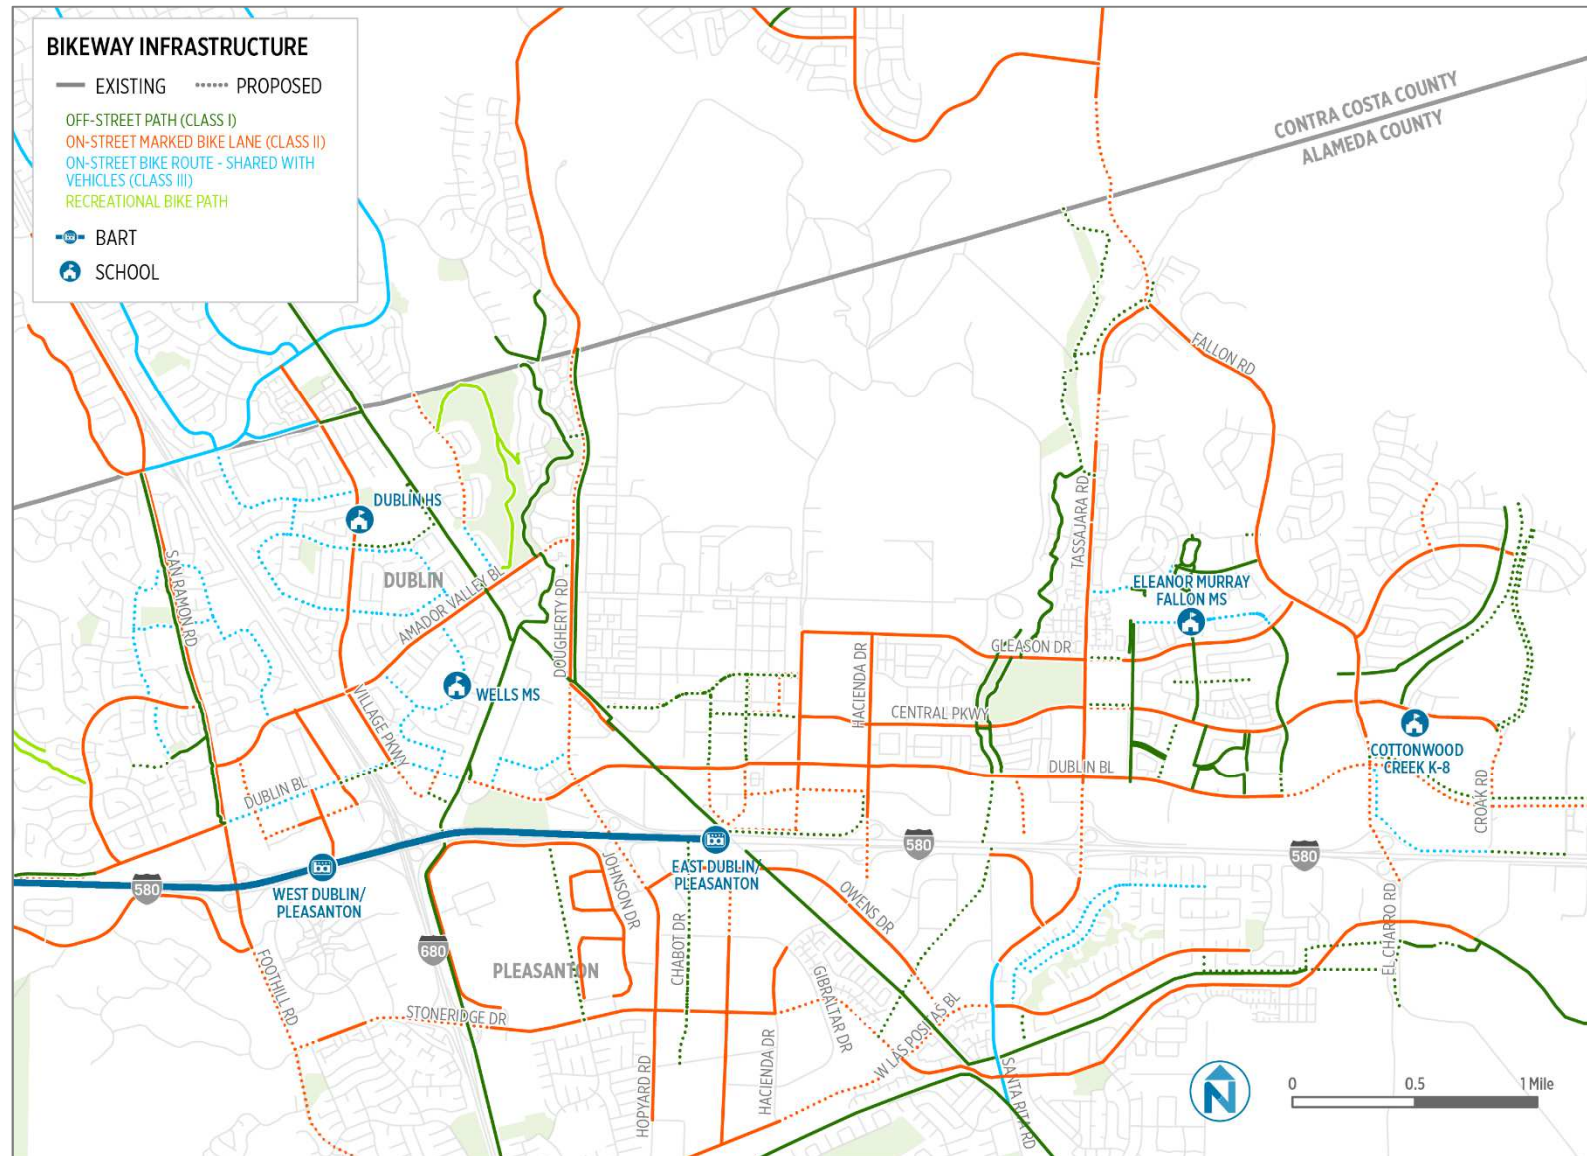 BIKEWAY INFRASTRUCTURE
EXISTING
PROPOSED
OFF-STREET PATH (CLASS I)
ON-STREET MARKED BIKE LANE (CLASS II)
ON-STREET BIKE ROUTE - SHARED WITH
VEHICLES (CLASS III)
RECREATIONAL BIKE PATH
BART
SCHOOL
CONTRA COSTA COUNTY
ALAMEDA COUNTY
FALLON RD
DUBLIN HS
TASSAJARA RD
SAN RAMON RD
DUBLIN
AMADOR VALLEY BL
DOUGHERTY RD
ELEANOR MURRAY
FALLON MS
GLEASON DR
HACIENDA DR
WELLS MS
VILLAGE PKWY
CENTRAL PKWY
COTTONWOOD
CREEK K-8
DUBLIN BL
DUBLIN BL
CROAK RD
580
580
580
WEST DUBLIN/
PLEASANTON
EAST DUBLIN/
PLEASANTON
JOHNSON DR
OWENS DR
EL CHARRO RD
680
PLEASANTON
CHABOT DR
FOOTHILL RD
STONERIDGE DR
GIBRALTAR DR
W LAS POSITAS BL
HOPYARD RD
HACIENDA DR
SANTA RITA RD
N
0
0.5
1 Mile